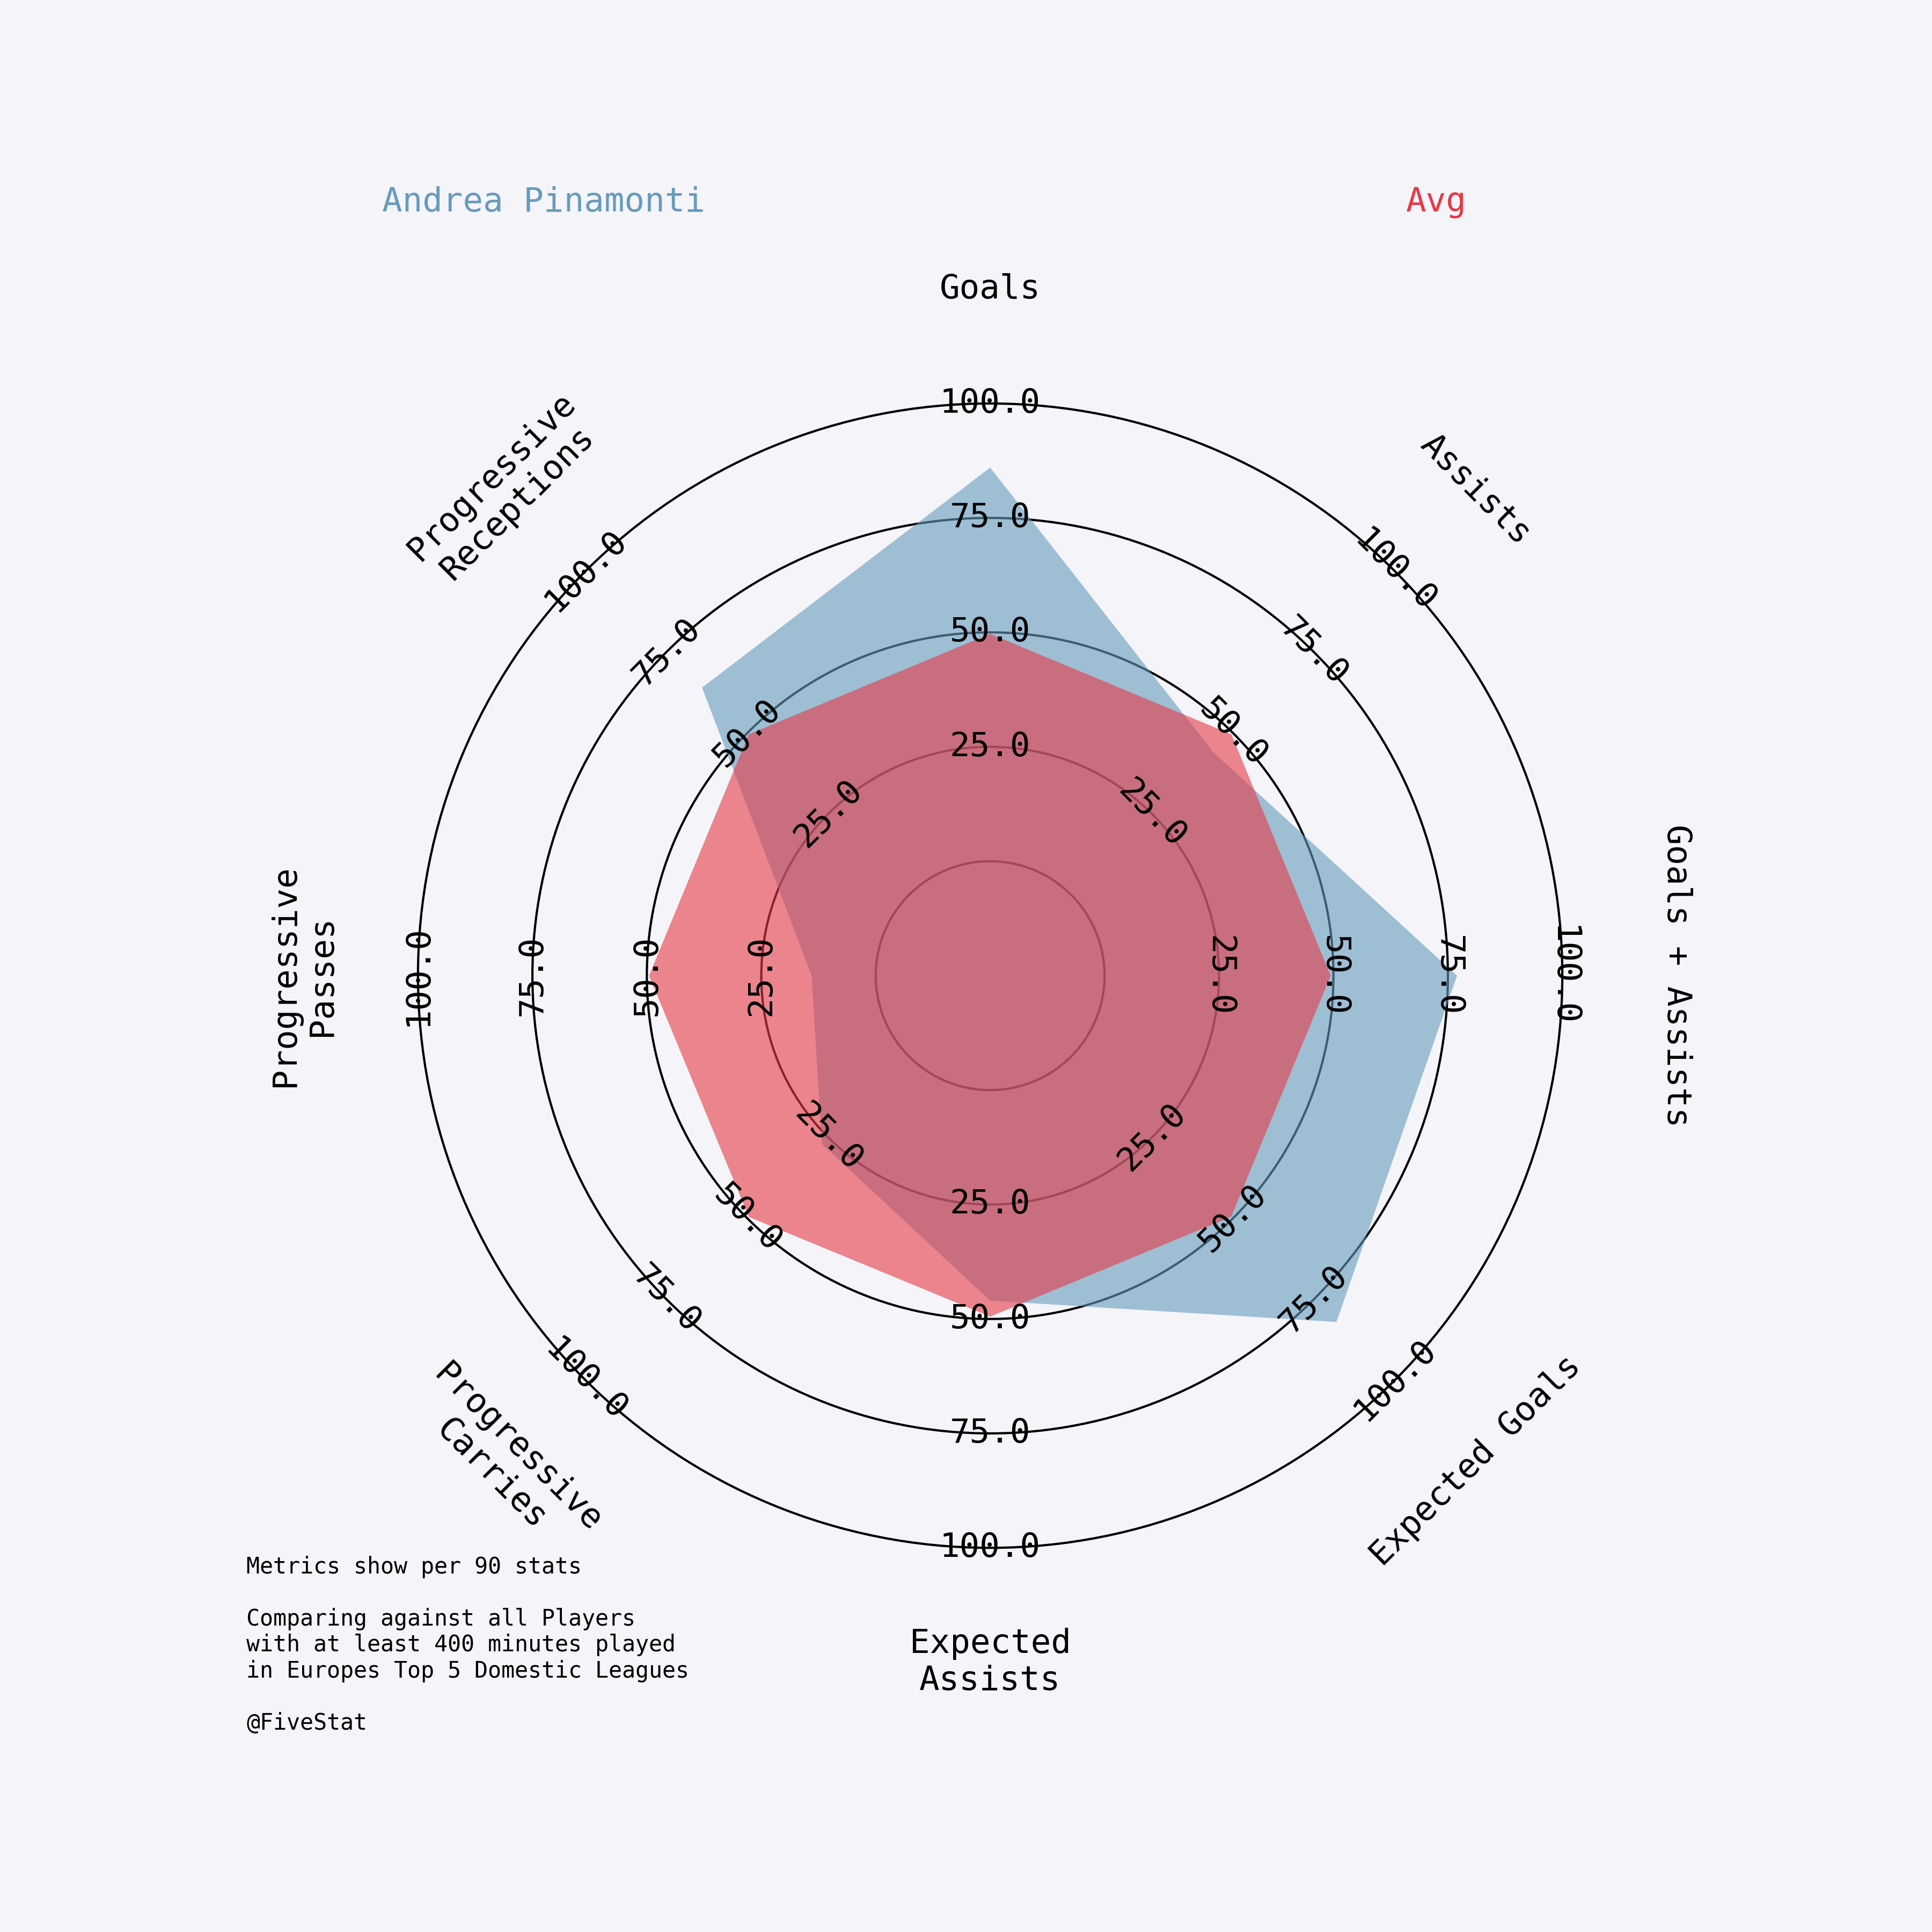 Andrea Pinamonti
Avg
Goals
Assists
Goals + Assists
Expected Goals
Expected
Assists
Progressive
Carries
Progressive
Passes
Progressive
Receptions
25.0
50.0
75.0
100.0
25.0
50.0
75.0
100.0
25.0
50.0
75.0
100.0
25.0
50.0
75.0
100.0
25.0
50.0
75.0
100.0
25.0
50.0
75.0
100.0
25.0
50.0
75.0
100.0
25.0
50.0
75.0
100.0
Metrics show per 90 stats
Comparing against all Players
with at least 400 minutes played
in Europes Top 5 Domestic Leagues
@FiveStat